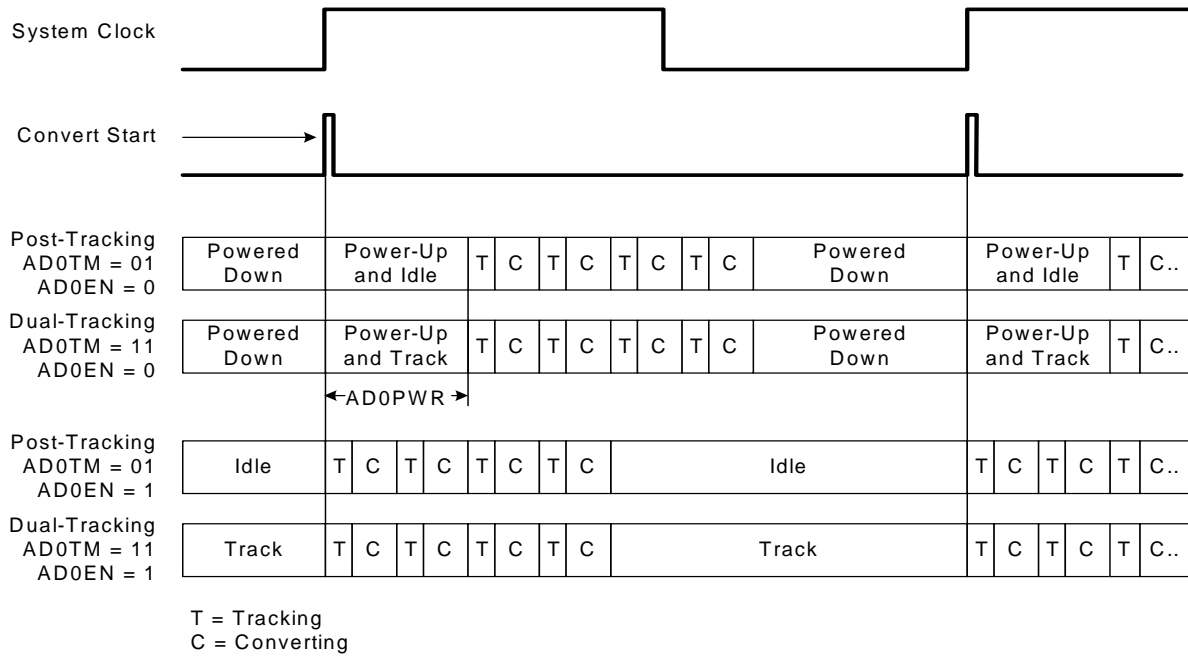 System Clock
Convert Start
Post-Tracking
AD0TM = 01
AD0EN = 0
Powered
Down
Power-Up
and Idle
T C T C T C T C
Powered
Down
Power-Up
and Idle
T C..
Dual-Tracking
AD0TM = 11
AD0EN = 0
Powered
Down
Power-Up
and Track
T C T C T C T C
Powered
Down
Power-Up
and Track
T C..
AD0PWR
Post-Tracking
AD0TM = 01
AD0EN = 1
Idle T C T C T C T C Idle T C T C T C..
Dual-Tracking
AD0TM = 11
AD0EN = 1
Track T C T C T C T C Track T C T C T C..
T = Tracking
C = Converting